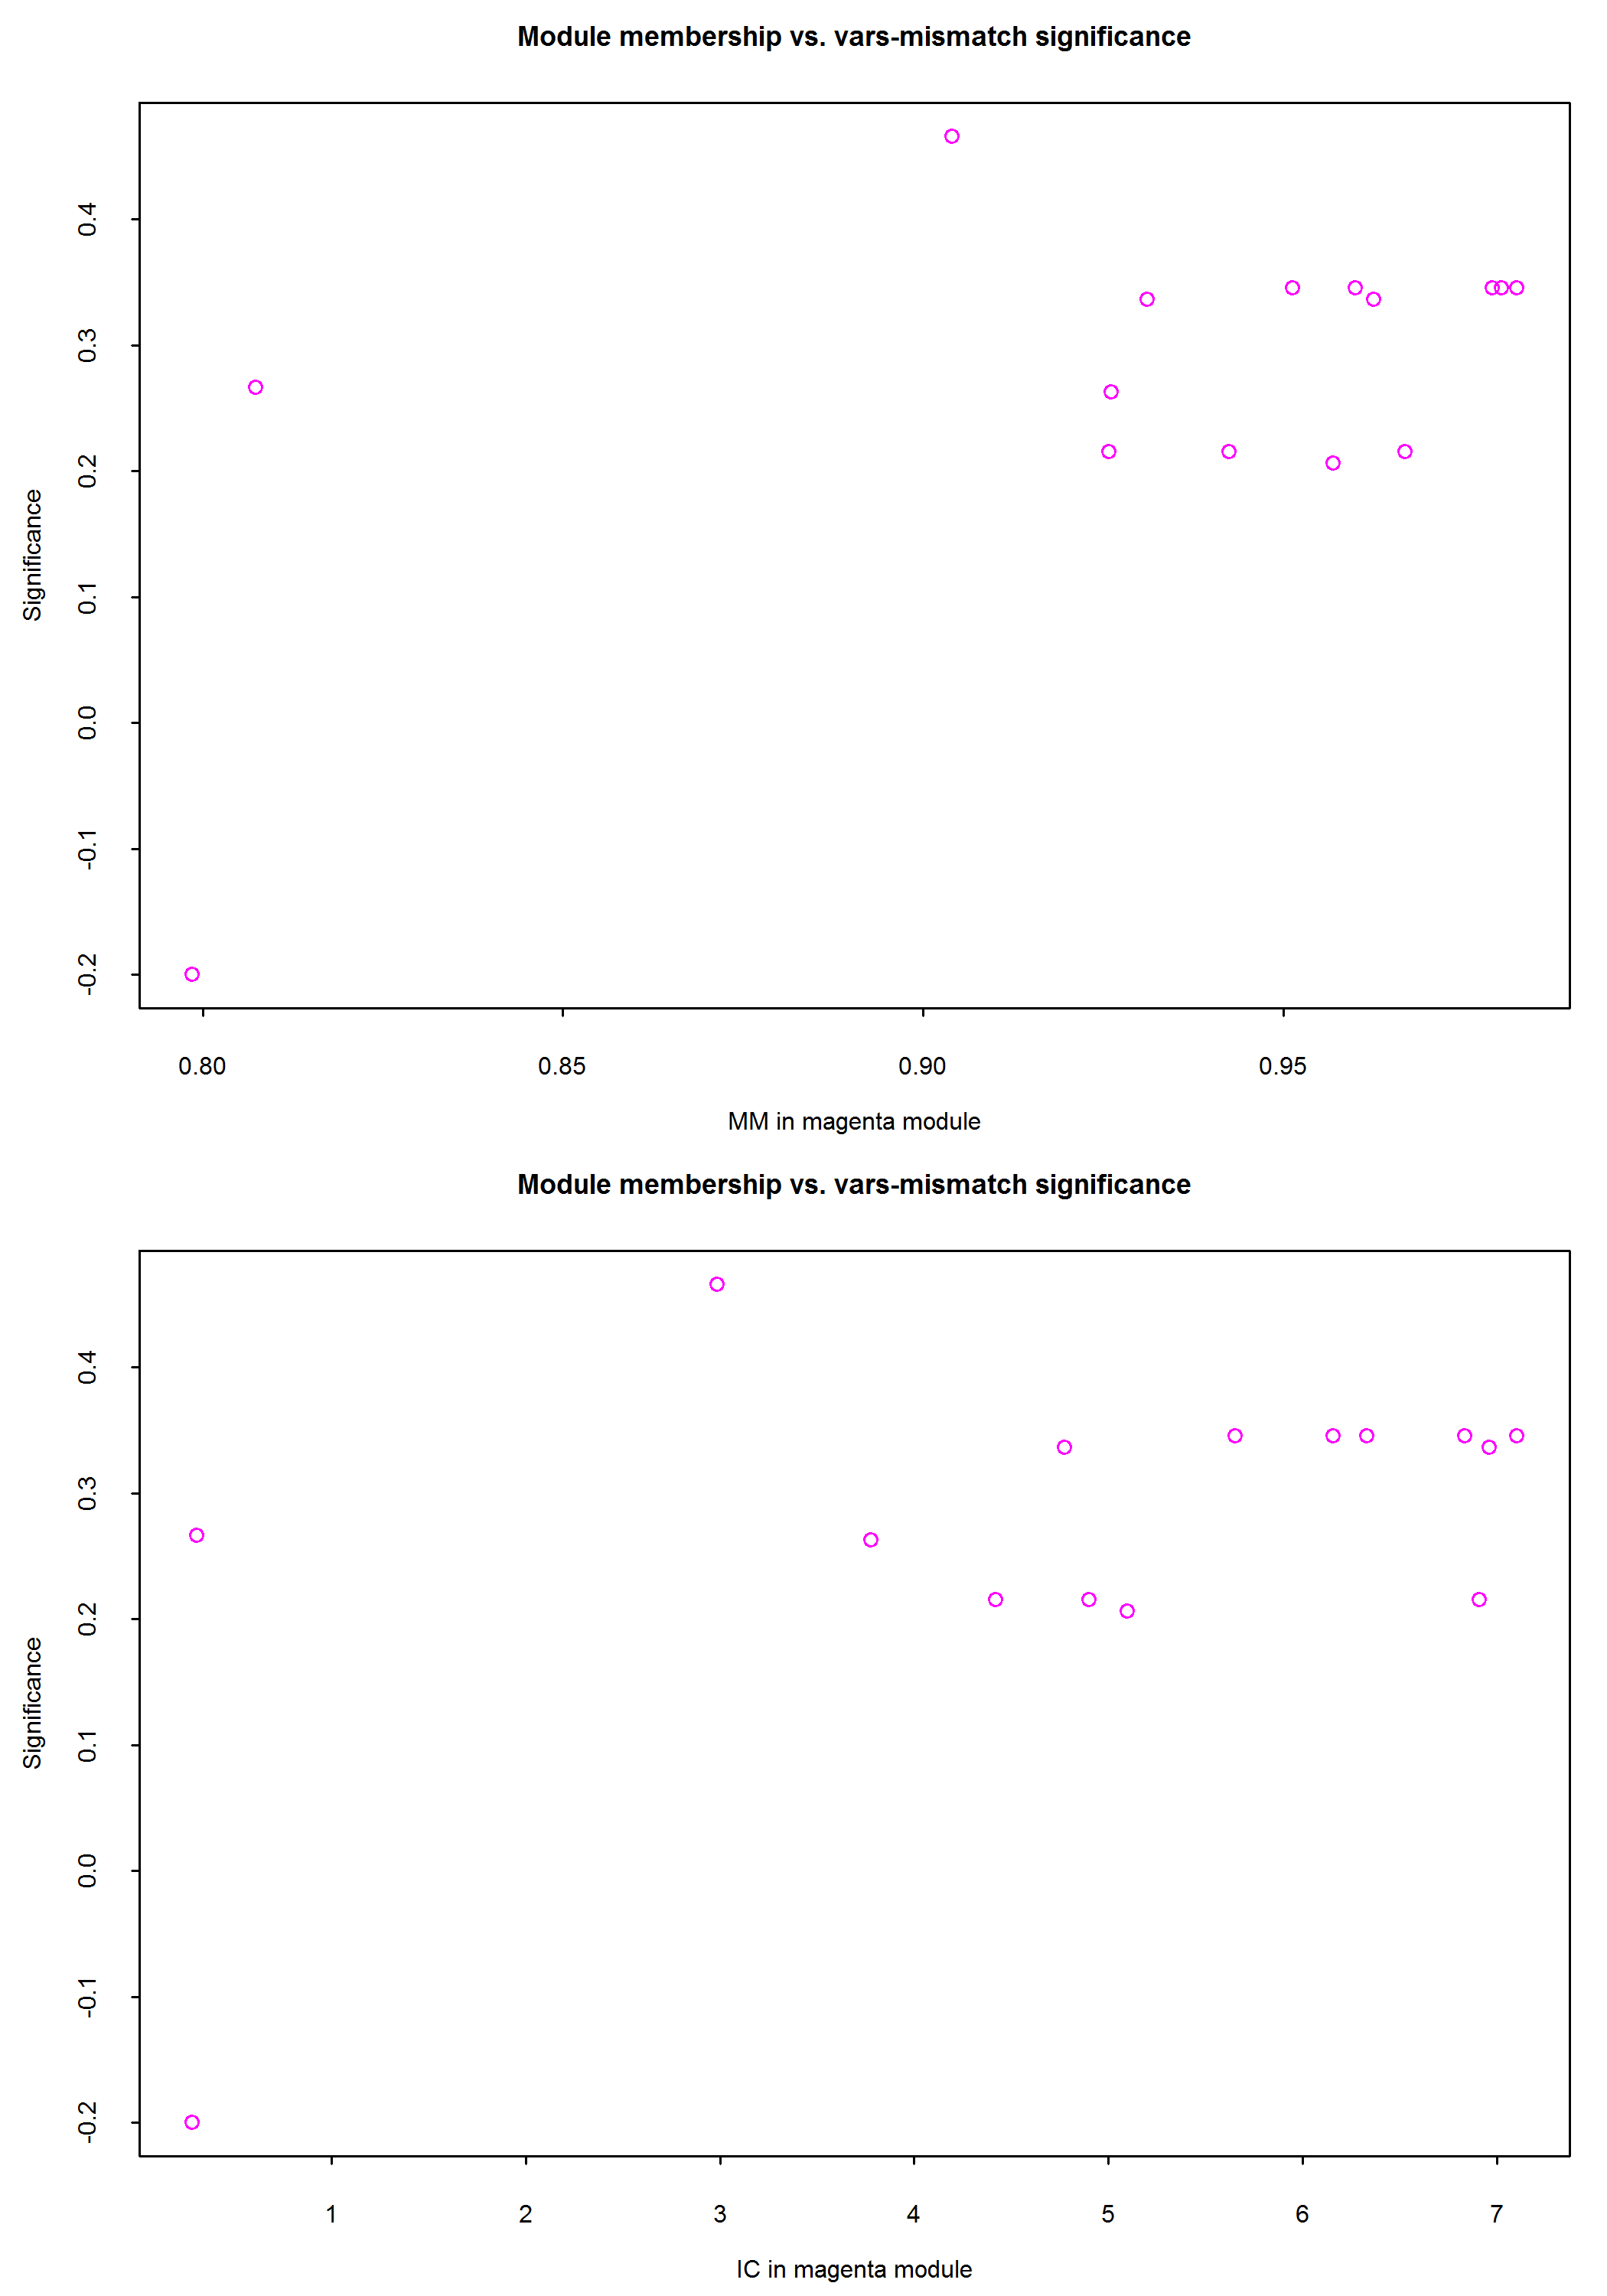 Module membership vs. vars-mismatch significance
0.4
0.3
0.2
0.1
0.0
-0.1
-0.2
Significance
0.80 0.85 0.90 0.95
MM in magenta module
Module membership vs. vars-mismatch significance
0.4
0.3
0.2
0.1
0.0
-0.1
-0.2
Significance
1 2 3 4 5 6 7
IC in magenta module